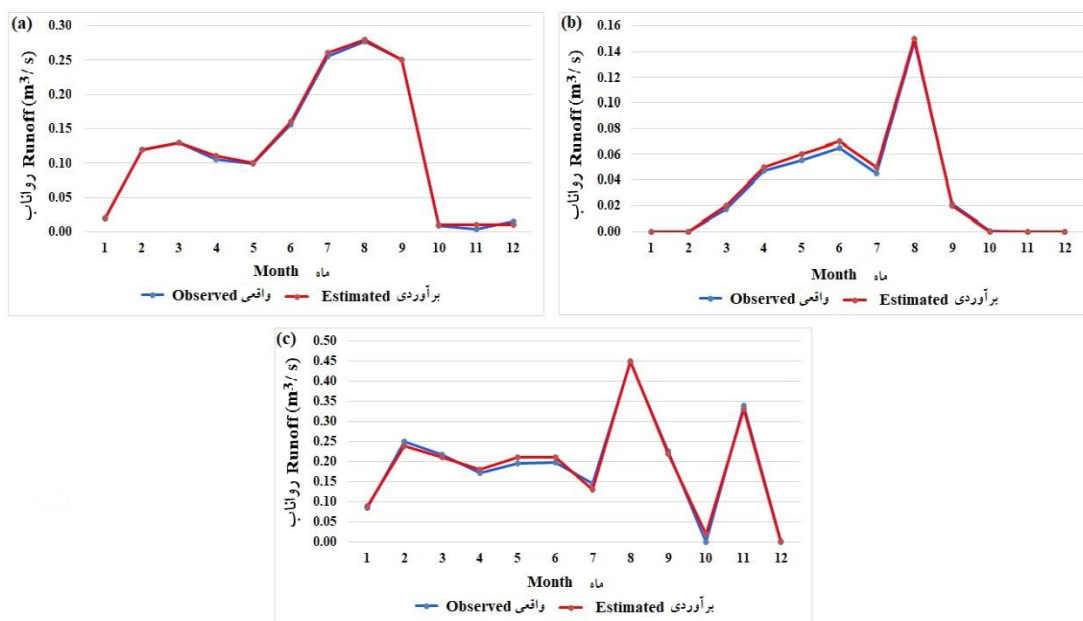 (a)
رواناب Runoff (m³/ s)
0.30
0.25
0.20
0.15
0.10
0.05
0.00
1 2 3 4 5 6 7 8 9 10 11 12
Month ماه
Observed واقعی Estimated برآوردی
(b)
رواناب Runoff (m³/ s)
0.16
0.14
0.12
0.10
0.08
0.06
0.04
0.02
0.00
1 2 3 4 5 6 7 8 9 10 11 12
Month ماه
Observed واقعی Estimated برآوردی
(c)
رواناب Runoff (m³/ s)
0.50
0.45
0.40
0.35
0.30
0.25
0.20
0.15
0.10
0.05
0.00
1 2 3 4 5 6 7 8 9 10 11 12
Month ماه
Observed واقعی Estimated برآوردی